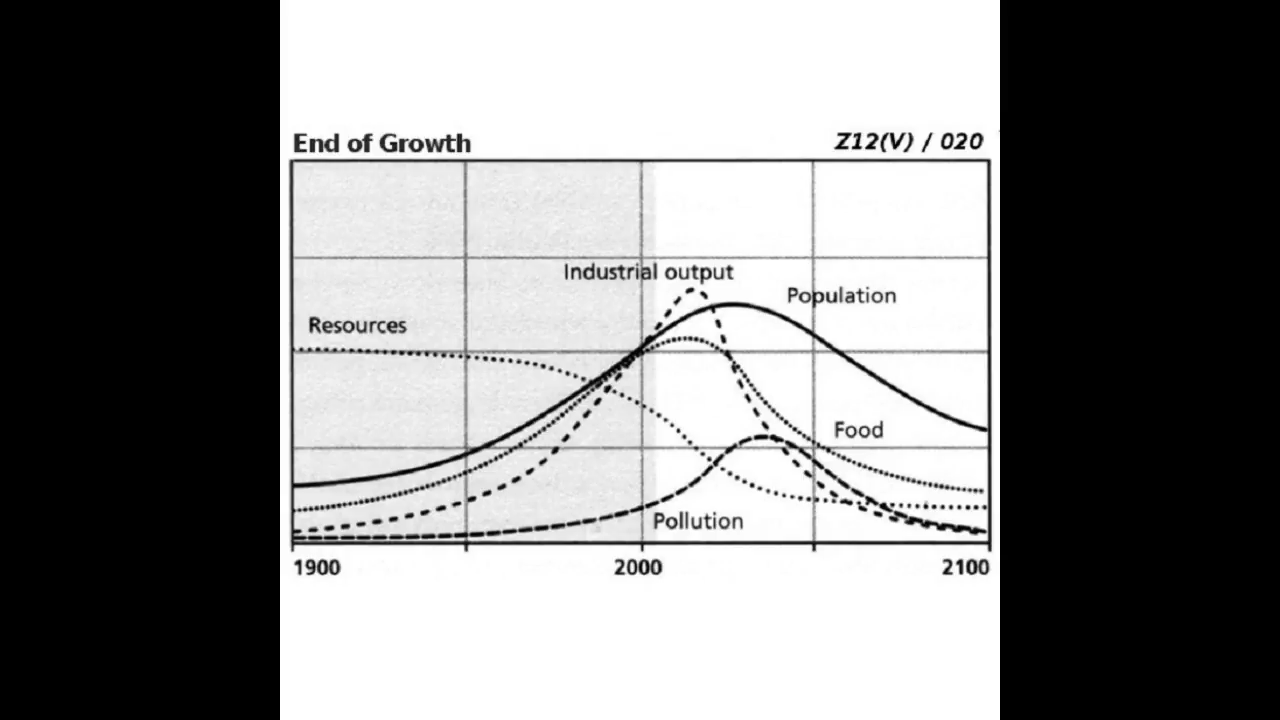 End of Growth
Z12(V) / 020
Industrial output
Population
Resources
Food
Pollution
1900
2000
2100